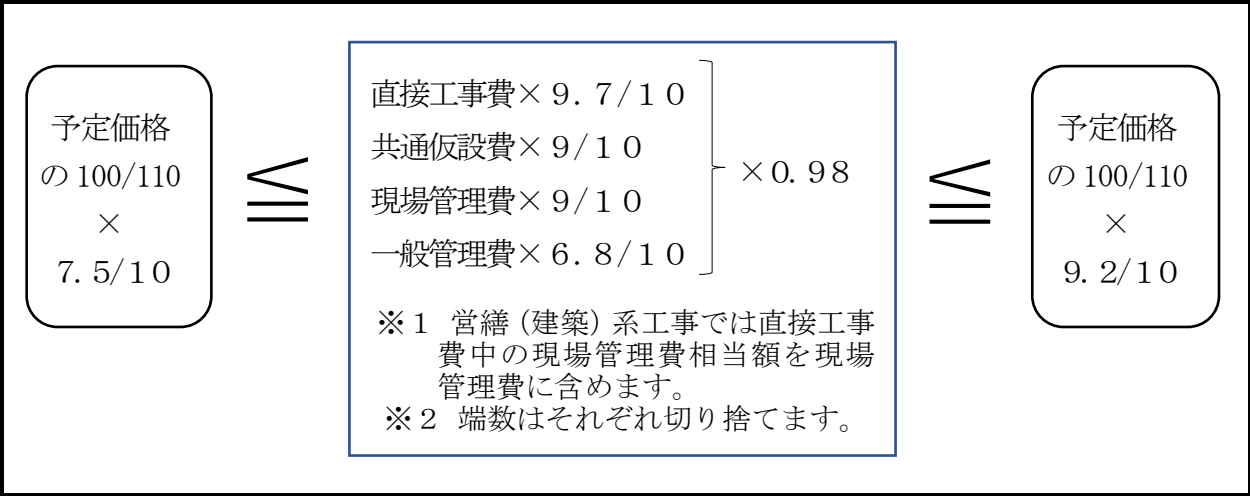 予定価格
の 100/110
×
7.5/10
≦
直接工事費×9.7/10
共通仮設費×9/10
現場管理費×9/10
一般管理費×6.8/10
×0.98
※1 営繕(建築)系工事では直接工事
費中の現場管理費相当額を現場
管理費に含めます。
※2 端数はそれぞれ切り捨てます。
≦
予定価格
の 100/110
×
9.2/10